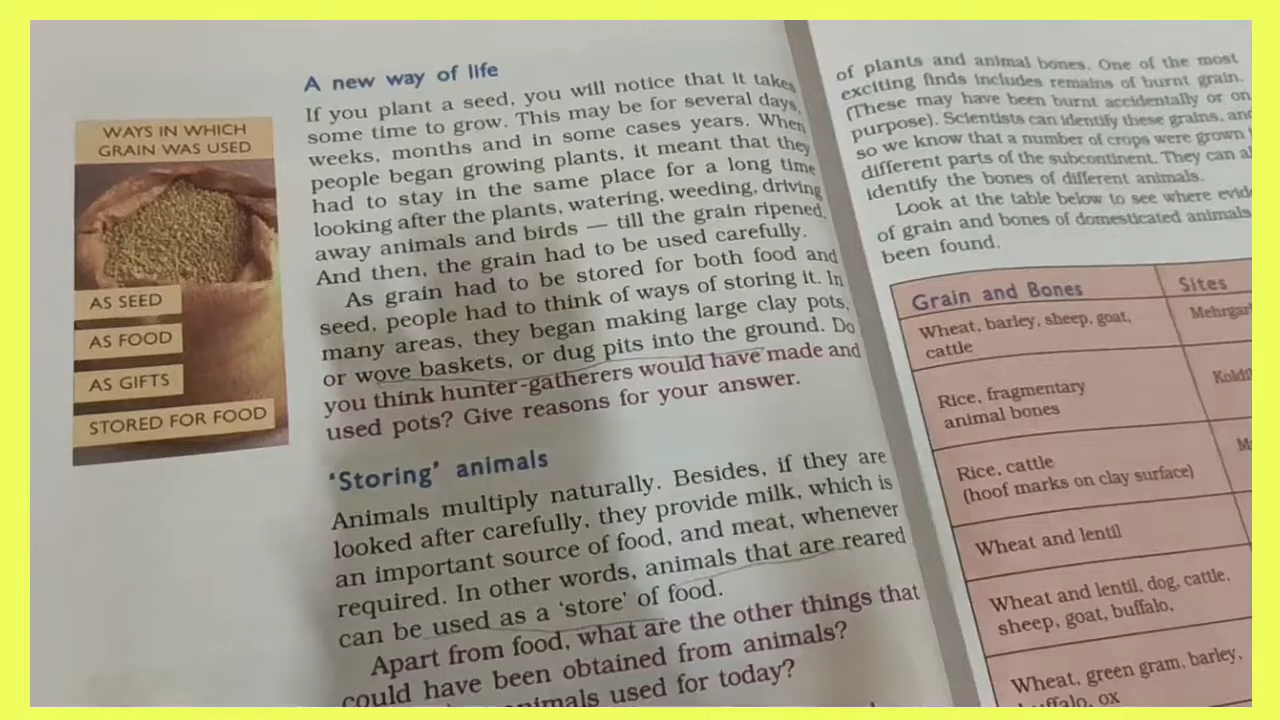 WAYS IN WHICH
GRAIN WAS USED
AS SEED
AS FOOD
AS GIFTS
STORED FOR FOOD
A new way of life
If you plant a seed, you will notice that it takes
some time to grow. This may be for several days,
weeks, months and in some cases years. When
people began growing plants, it meant that they
had to stay in the same place for a long time
looking after the plants, watering, weeding, driving
away animals and birds — till the grain ripened.
And then, the grain had to be used carefully.
As grain had to be stored for both food and
seed, people had to think of ways of storing it. In
many areas, they began making large clay pots,
or wove baskets, or dug pits into the ground. Do
you think hunter-gatherers would have made and
used pots? Give reasons for your answer.
‘Storing’ animals
Animals multiply naturally. Besides, if they are
looked after carefully, they provide milk, which is
an important source of food, and meat, whenever
required. In other words, animals that are reared
can be used as a ‘store’ of food.
Apart from food, what are the other things that
could have been obtained from animals?
animals used for today?
of plants and animal bones. One of the most
exciting finds includes remains of burnt grain.
(These may have been burnt accidentally or on
purpose). Scientists can identify these grains, and
so we know that a number of crops were grown
different parts of the subcontinent. They can
identify the bones of different animals.
Look at the table below to see where
of grain and bones of domesticated animals
been found.
Grain and Bones
Sites
Wheat, barley, sheep, goat,
cattle
Rice, fragmentary
animal bones
Rice, cattle
(hoof marks on clay surface)
Wheat and lentil
Wheat and lentil, dog, cattle,
sheep, goat, buffalo,
Wheat, green gram, barley,
buffalo, ox